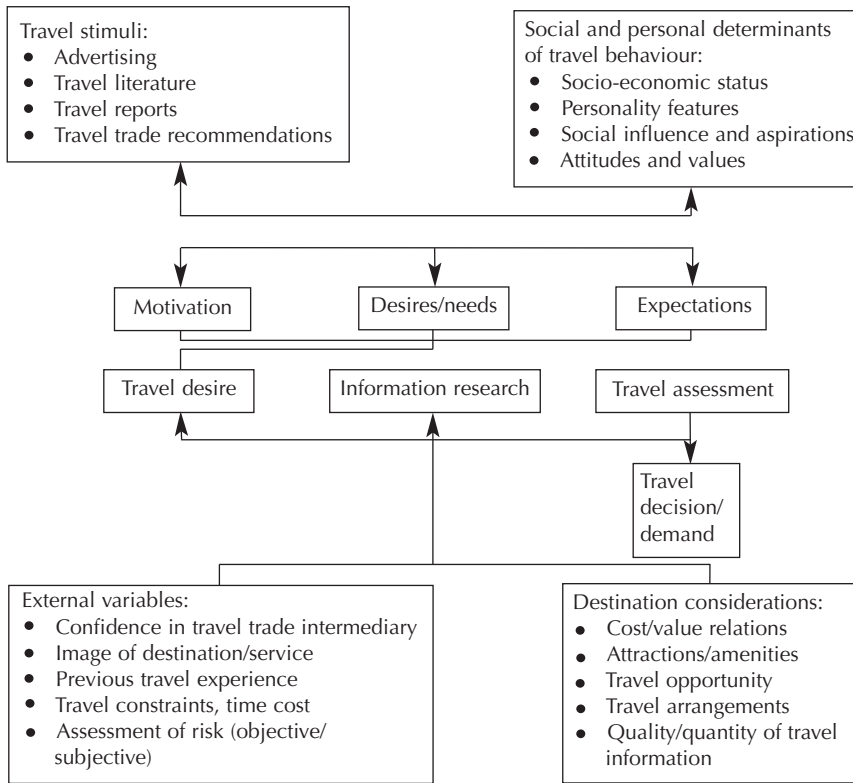 Travel stimuli:
● Advertising
● Travel literature
● Travel reports
● Travel trade recommendations
Social and personal determinants
of travel behaviour:
● Socio-economic status
● Personality features
● Social influence and aspirations
● Attitudes and values
Motivation
Desires/needs
Expectations
Travel desire
Information research
Travel assessment
Travel
decision/
demand
External variables:
● Confidence in travel trade intermediary
● Image of destination/service
● Previous travel experience
● Travel constraints, time cost
● Assessment of risk (objective/
subjective)
Destination considerations:
● Cost/value relations
● Attractions/amenities
● Travel opportunity
● Travel arrangements
● Quality/quantity of travel
information